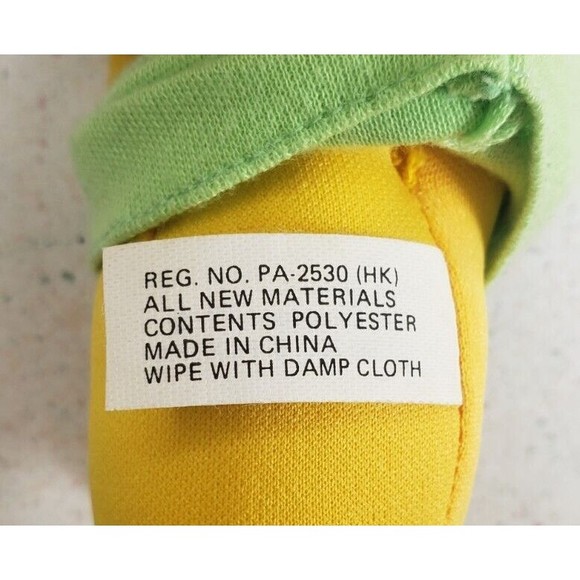 REG. NO. PA-2530 (HK)
ALL NEW MATERIALS
CONTENTS POLYESTER
MADE IN CHINA
WIPE WITH DAMP CLOTH